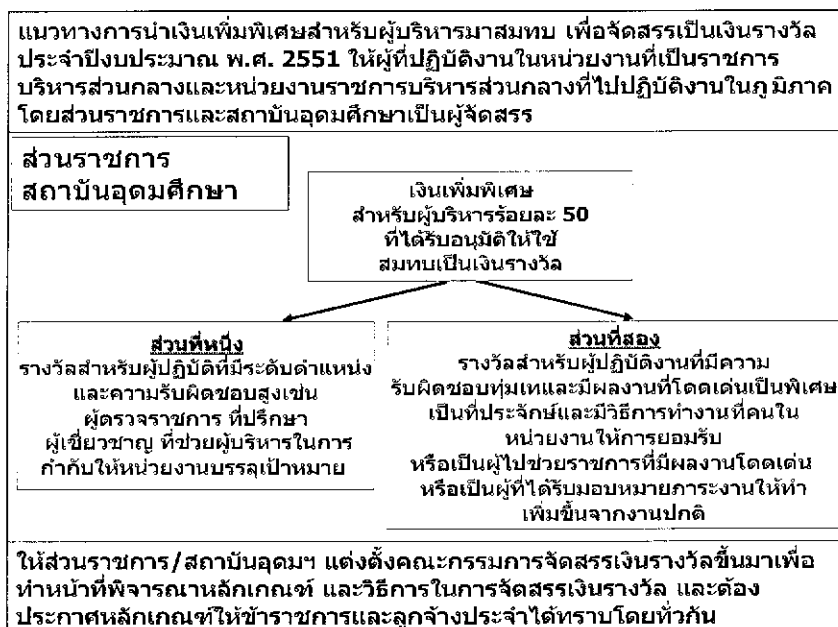 แนวทางการนำเงินเพิ่มพิเศษสำหรับผู้บริหารมาสมทบ เพื่อจัดสรรเป็นเงินรางวัล
ประจำปีงบประมาณ พ.ศ. 2551 ให้ผู้ที่ปฏิบัติงานในหน่วยงานที่เป็นราชการ
บริหารส่วนกลางและหน่วยงานราชการบริหารส่วนกลางที่ไปปฏิบัติงานในภูมิภาค
โดยส่วนราชการและสถาบันอุดมศึกษาเป็นผู้จัดสรร
ส่วนราชการ
สถาบันอุดมศึกษา
เงินเพิ่มพิเศษ
สำหรับผู้บริหารร้อยละ 50
ที่ได้รับอนุมัติให้ใช้
สมทบเป็นเงินรางวัล
ส่วนที่หนึ่ง
รางวัลสำหรับผู้ปฏิบัติที่มีระดับตำแหน่ง
และความรับผิดชอบสูงเช่น
ผู้ตรวจราชการ ที่ปรึกษา
ผู้เชี่ยวชาญ ที่ช่วยผู้บริหารในการ
กำกับให้หน่วยงานบรรลุเป้าหมาย
ส่วนที่สอง
รางวัลสำหรับผู้ปฏิบัติงานที่มีความ
รับผิดชอบทุ่มเทและมีผลงานที่โดดเด่นเป็นพิเศษ
เป็นที่ประจักษ์และมีวิธีการทำงานที่คนใน
หน่วยงานให้การยอมรับ
หรือเป็นผู้ไปช่วยราชการที่มีผลงานโดดเด่น
หรือเป็นผู้ที่ได้รับมอบหมายภาระงานให้ทำ
เพิ่มขึ้นจากงานปกติ
ให้ส่วนราชการ/สถาบันอุดมฯ แต่งตั้งคณะกรรมการจัดสรรเงินรางวัลขึ้นมาเพื่อ
ทำหน้าที่พิจารณาหลักเกณฑ์ และวิธีการในการจัดสรรเงินรางวัล และต้อง
ประกาศหลักเกณฑ์ให้ข้าราชการและลูกจ้างประจำได้ทราบโดยทั่วกัน